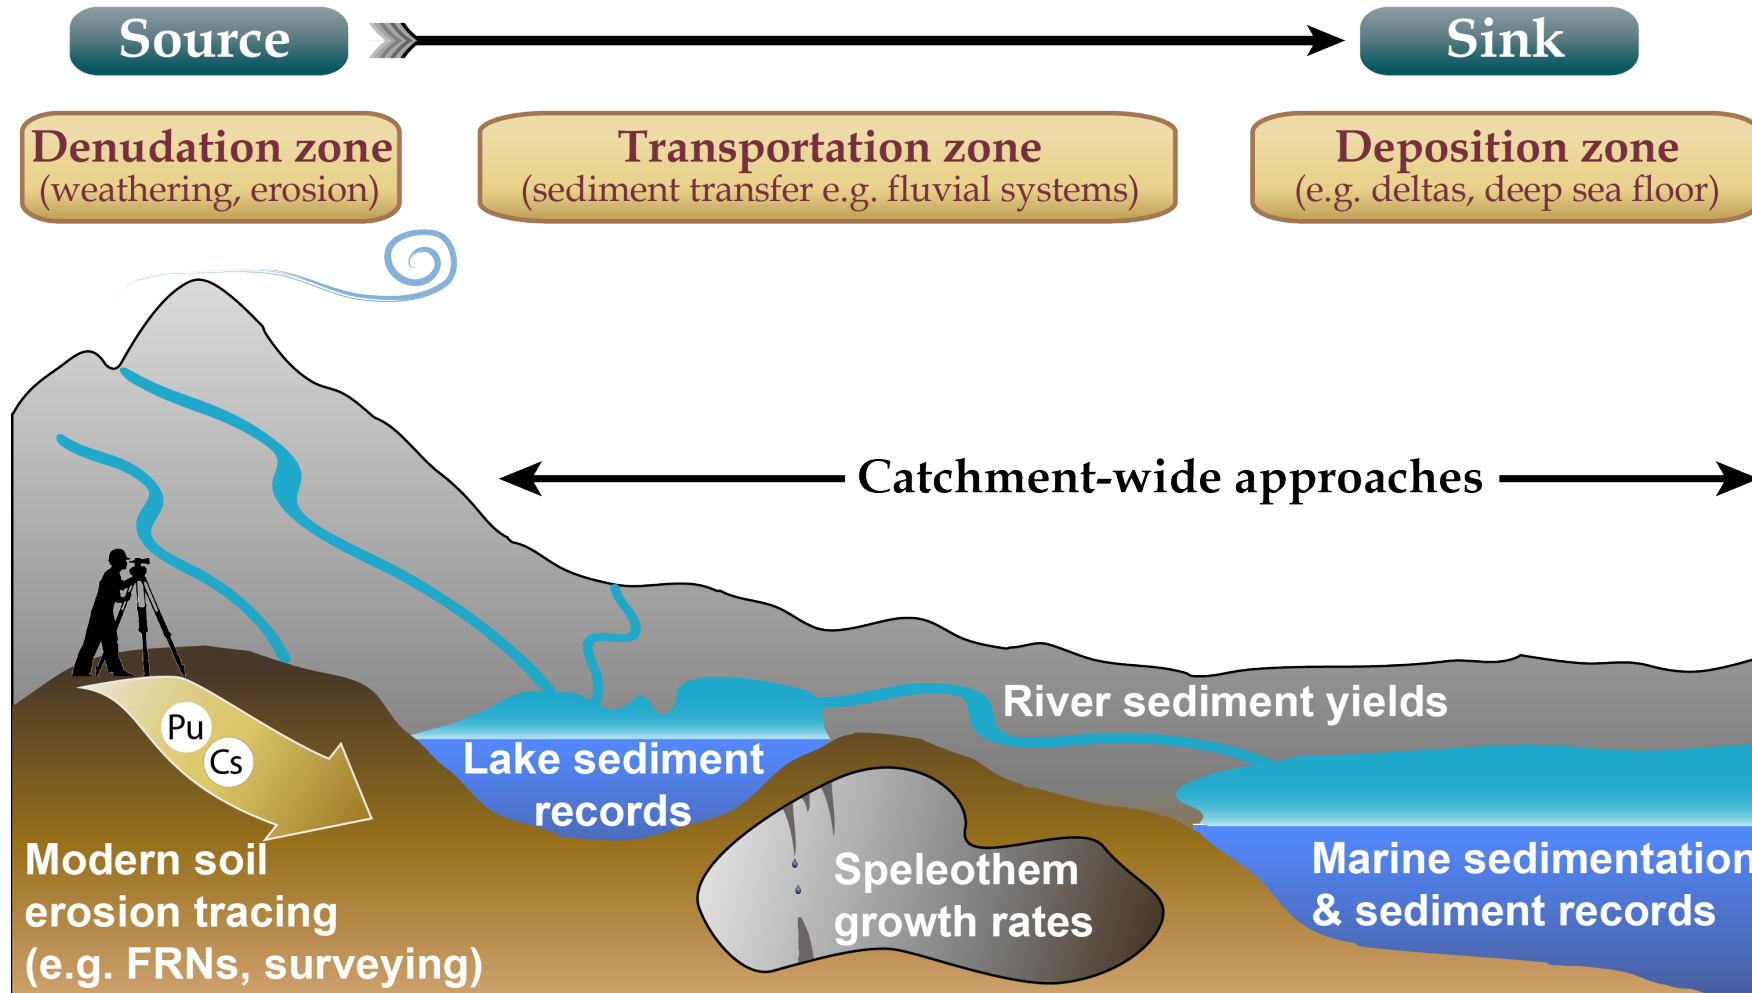 Source
Sink
Denudation zone
(weathering, erosion)
Transportation zone
(sediment transfer e.g. fluvial systems)
Deposition zone
(e.g. deltas, deep sea floor)
Catchment-wide approaches
River sediment yields
Pu
Cs
Lake sediment
records
Modern soil
erosion tracing
(e.g. FRNs, surveying)
Speleothem
growth rates
Marine sedimentation
& sediment records